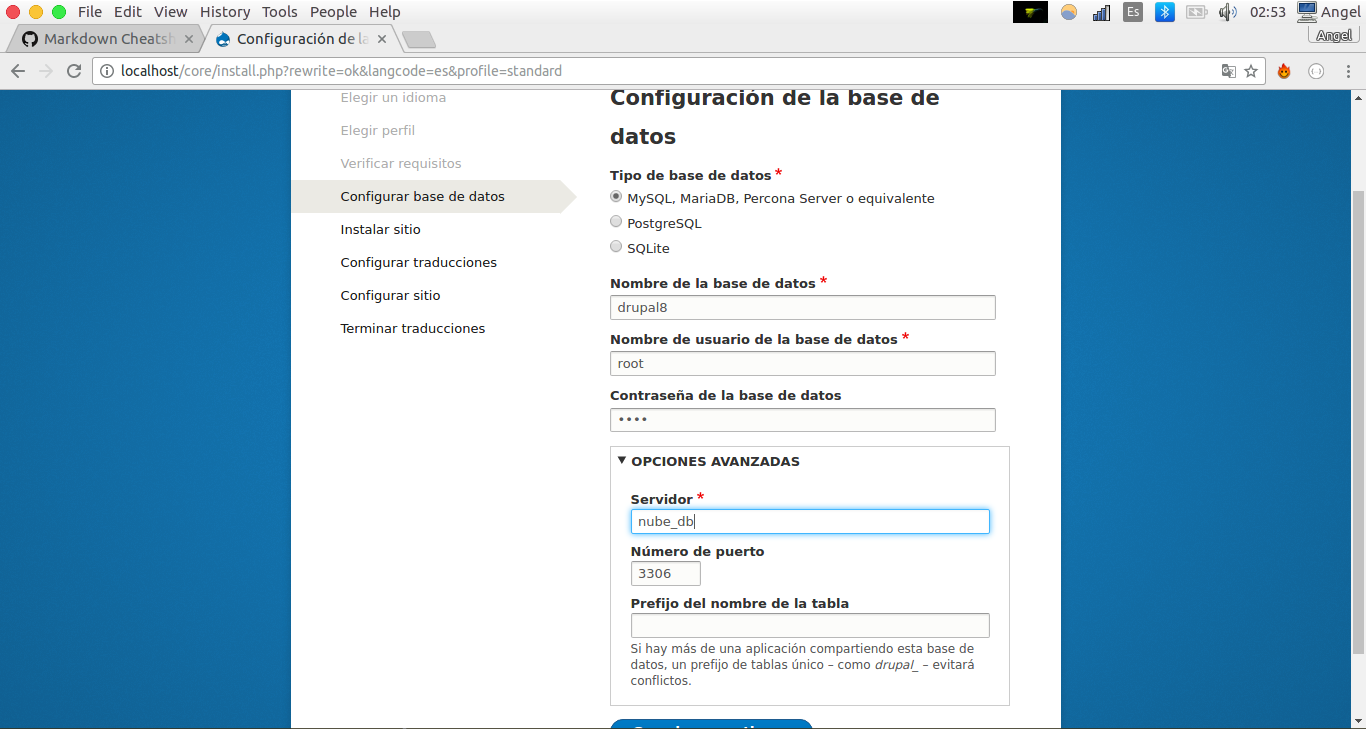 File Edit View History Tools People Help
Es
02:53
Angel
Markdown Cheatsh
Configuración de la
Angel
localhost/core/install.php?rewrite=ok&langcode=es&profile=standard
Elegir un idioma
Elegir perfil
Verificar requisitos
Configurar base de datos
Instalar sitio
Configurar traducciones
Configurar sitio
Terminar traducciones
Configuración de la base de
datos
Tipo de base de datos *
MySQL, MariaDB, Percona Server o equivalente
PostgreSQL
SQLite
Nombre de la base de datos *
drupal8
Nombre de usuario de la base de datos *
root
Contraseña de la base de datos
••••
OPCIONES AVANZADAS
Servidor *
nube_db
Número de puerto
3306
Prefijo del nombre de la tabla
Si hay más de una aplicación compartiendo esta base de
datos, un prefijo de tablas único – como drupal_ – evitará
conflictos.